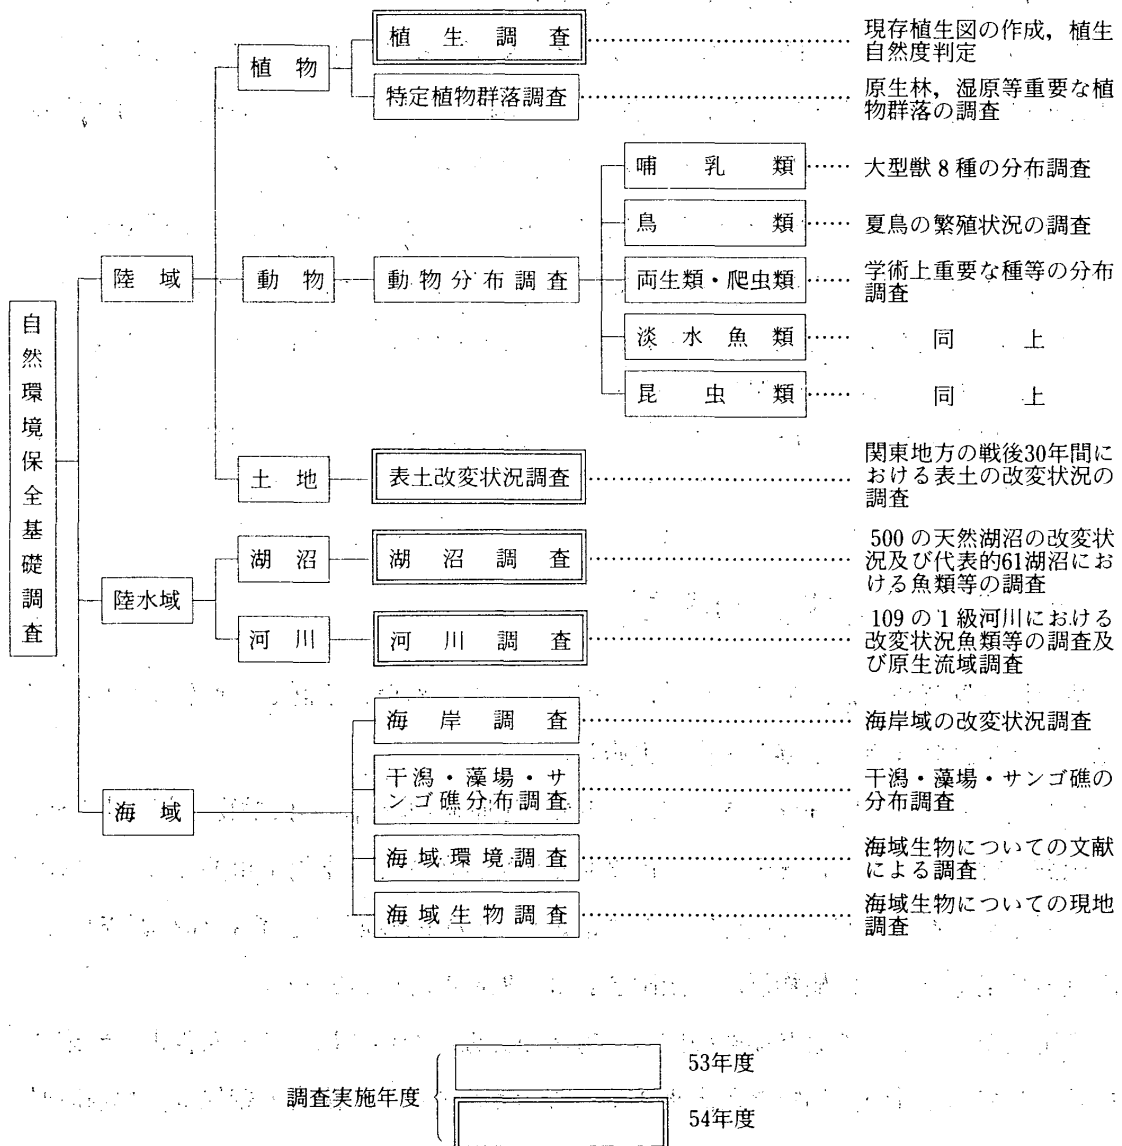 自然環境保全基礎調査
陸域
植物
植生調査
現存植生図の作成，植生
自然度判定
特定植物群落調査
原生林，湿原等重要な植
物群落の調査
動物
動物分布調査
哺乳類
大型獣8種の分布調査
鳥類
夏鳥の繁殖状況の調査
両生類・爬虫類
学術上重要な種等の分布
調査
淡水魚類
同上
昆虫類
同上
土地
表土改変状況調査
関東地方の戦後30年間に
おける表土の改変状況の
調査
陸水域
湖沼
湖沼調査
500の天然湖沼の改変状
況及び代表的61湖沼にお
ける魚類等の調査
河川
河川調査
109の1級河川における
改変状況魚類等の調査及
び原生流域調査
海域
海岸調査
海岸域の改変状況調査
干潟・藻場・サ
ンゴ礁分布調査
干潟・藻場・サンゴ礁の
分布調査
海域環境調査
海域生物についての文献
による調査
海域生物調査
海域生物についての現地
調査
調査実施年度
53年度
54年度